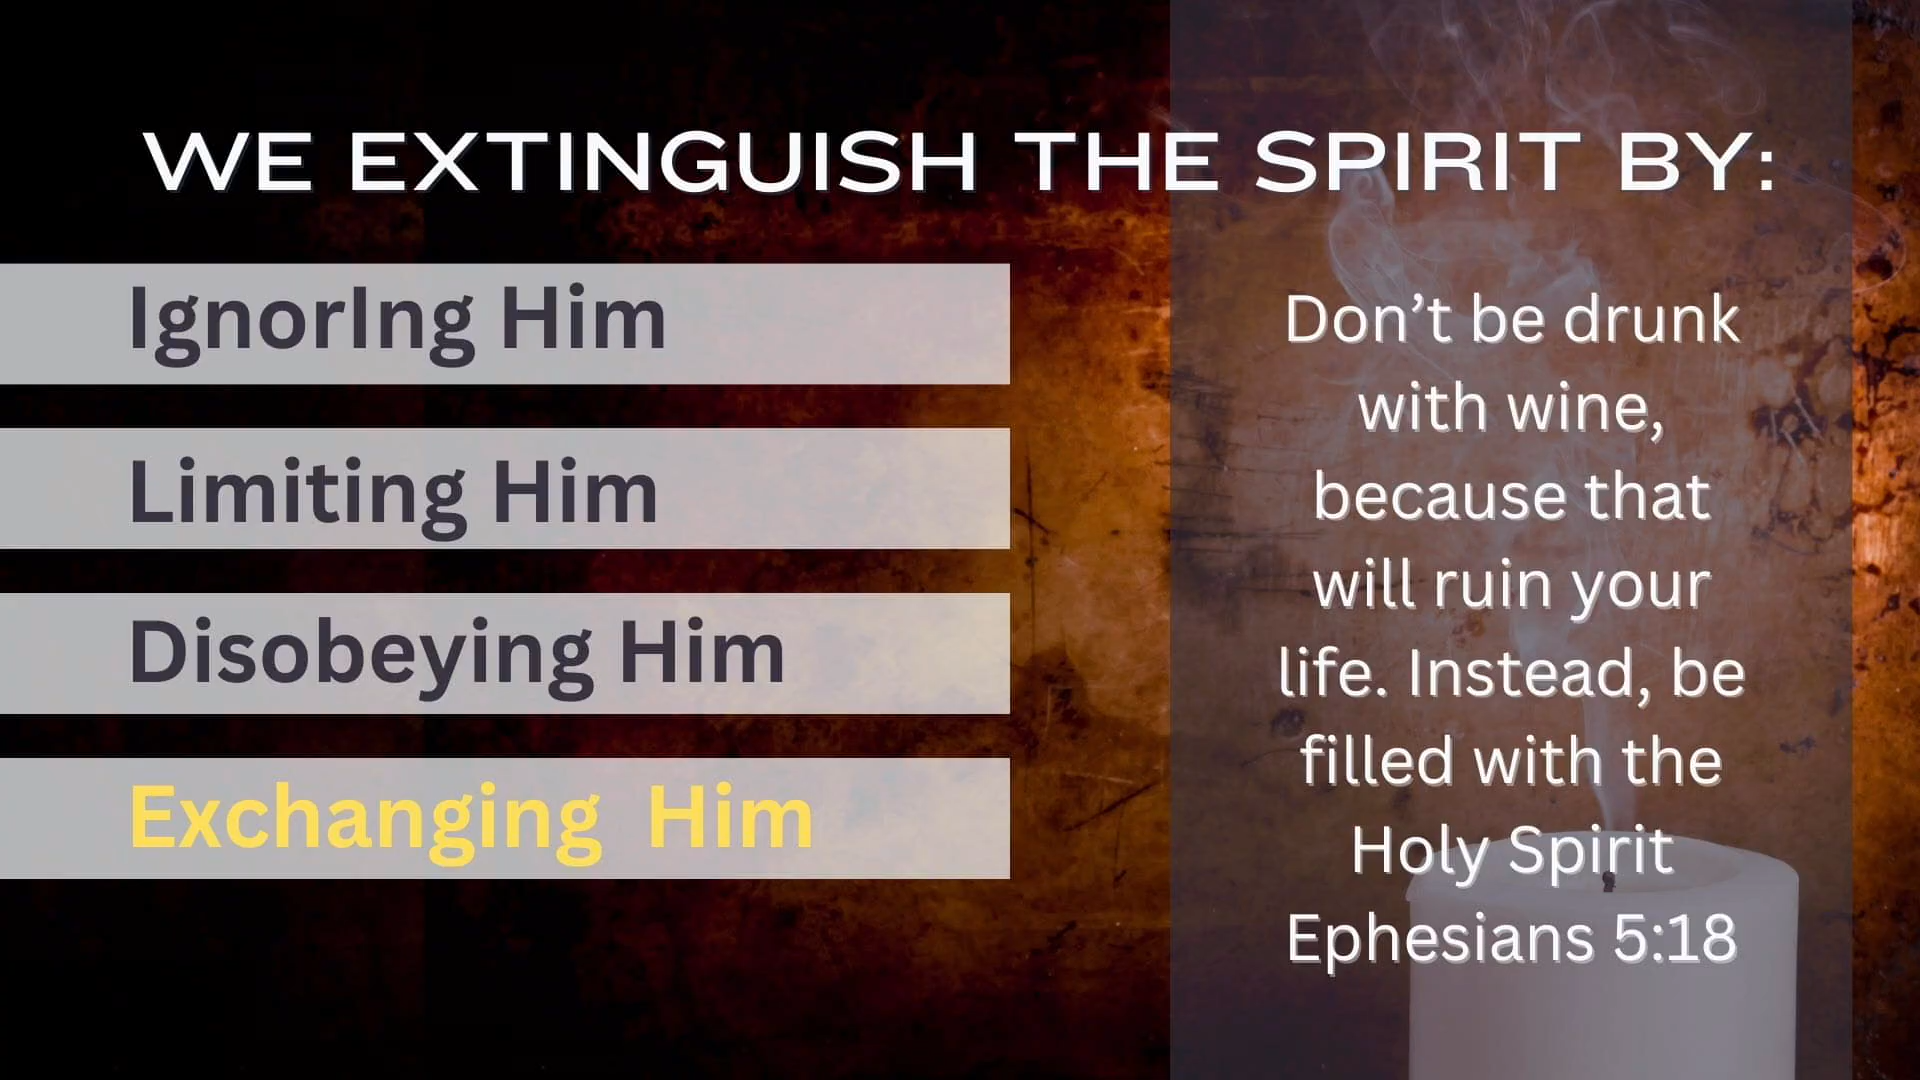 WE EXTINGUISH THE SPIRIT BY:
IgnorIng Him
Limiting Him
Disobeying Him
Exchanging  Him
Don’t be drunk
with wine,
because that
will ruin your
life. Instead, be
filled with the
Holy Spirit
Ephesians 5:18